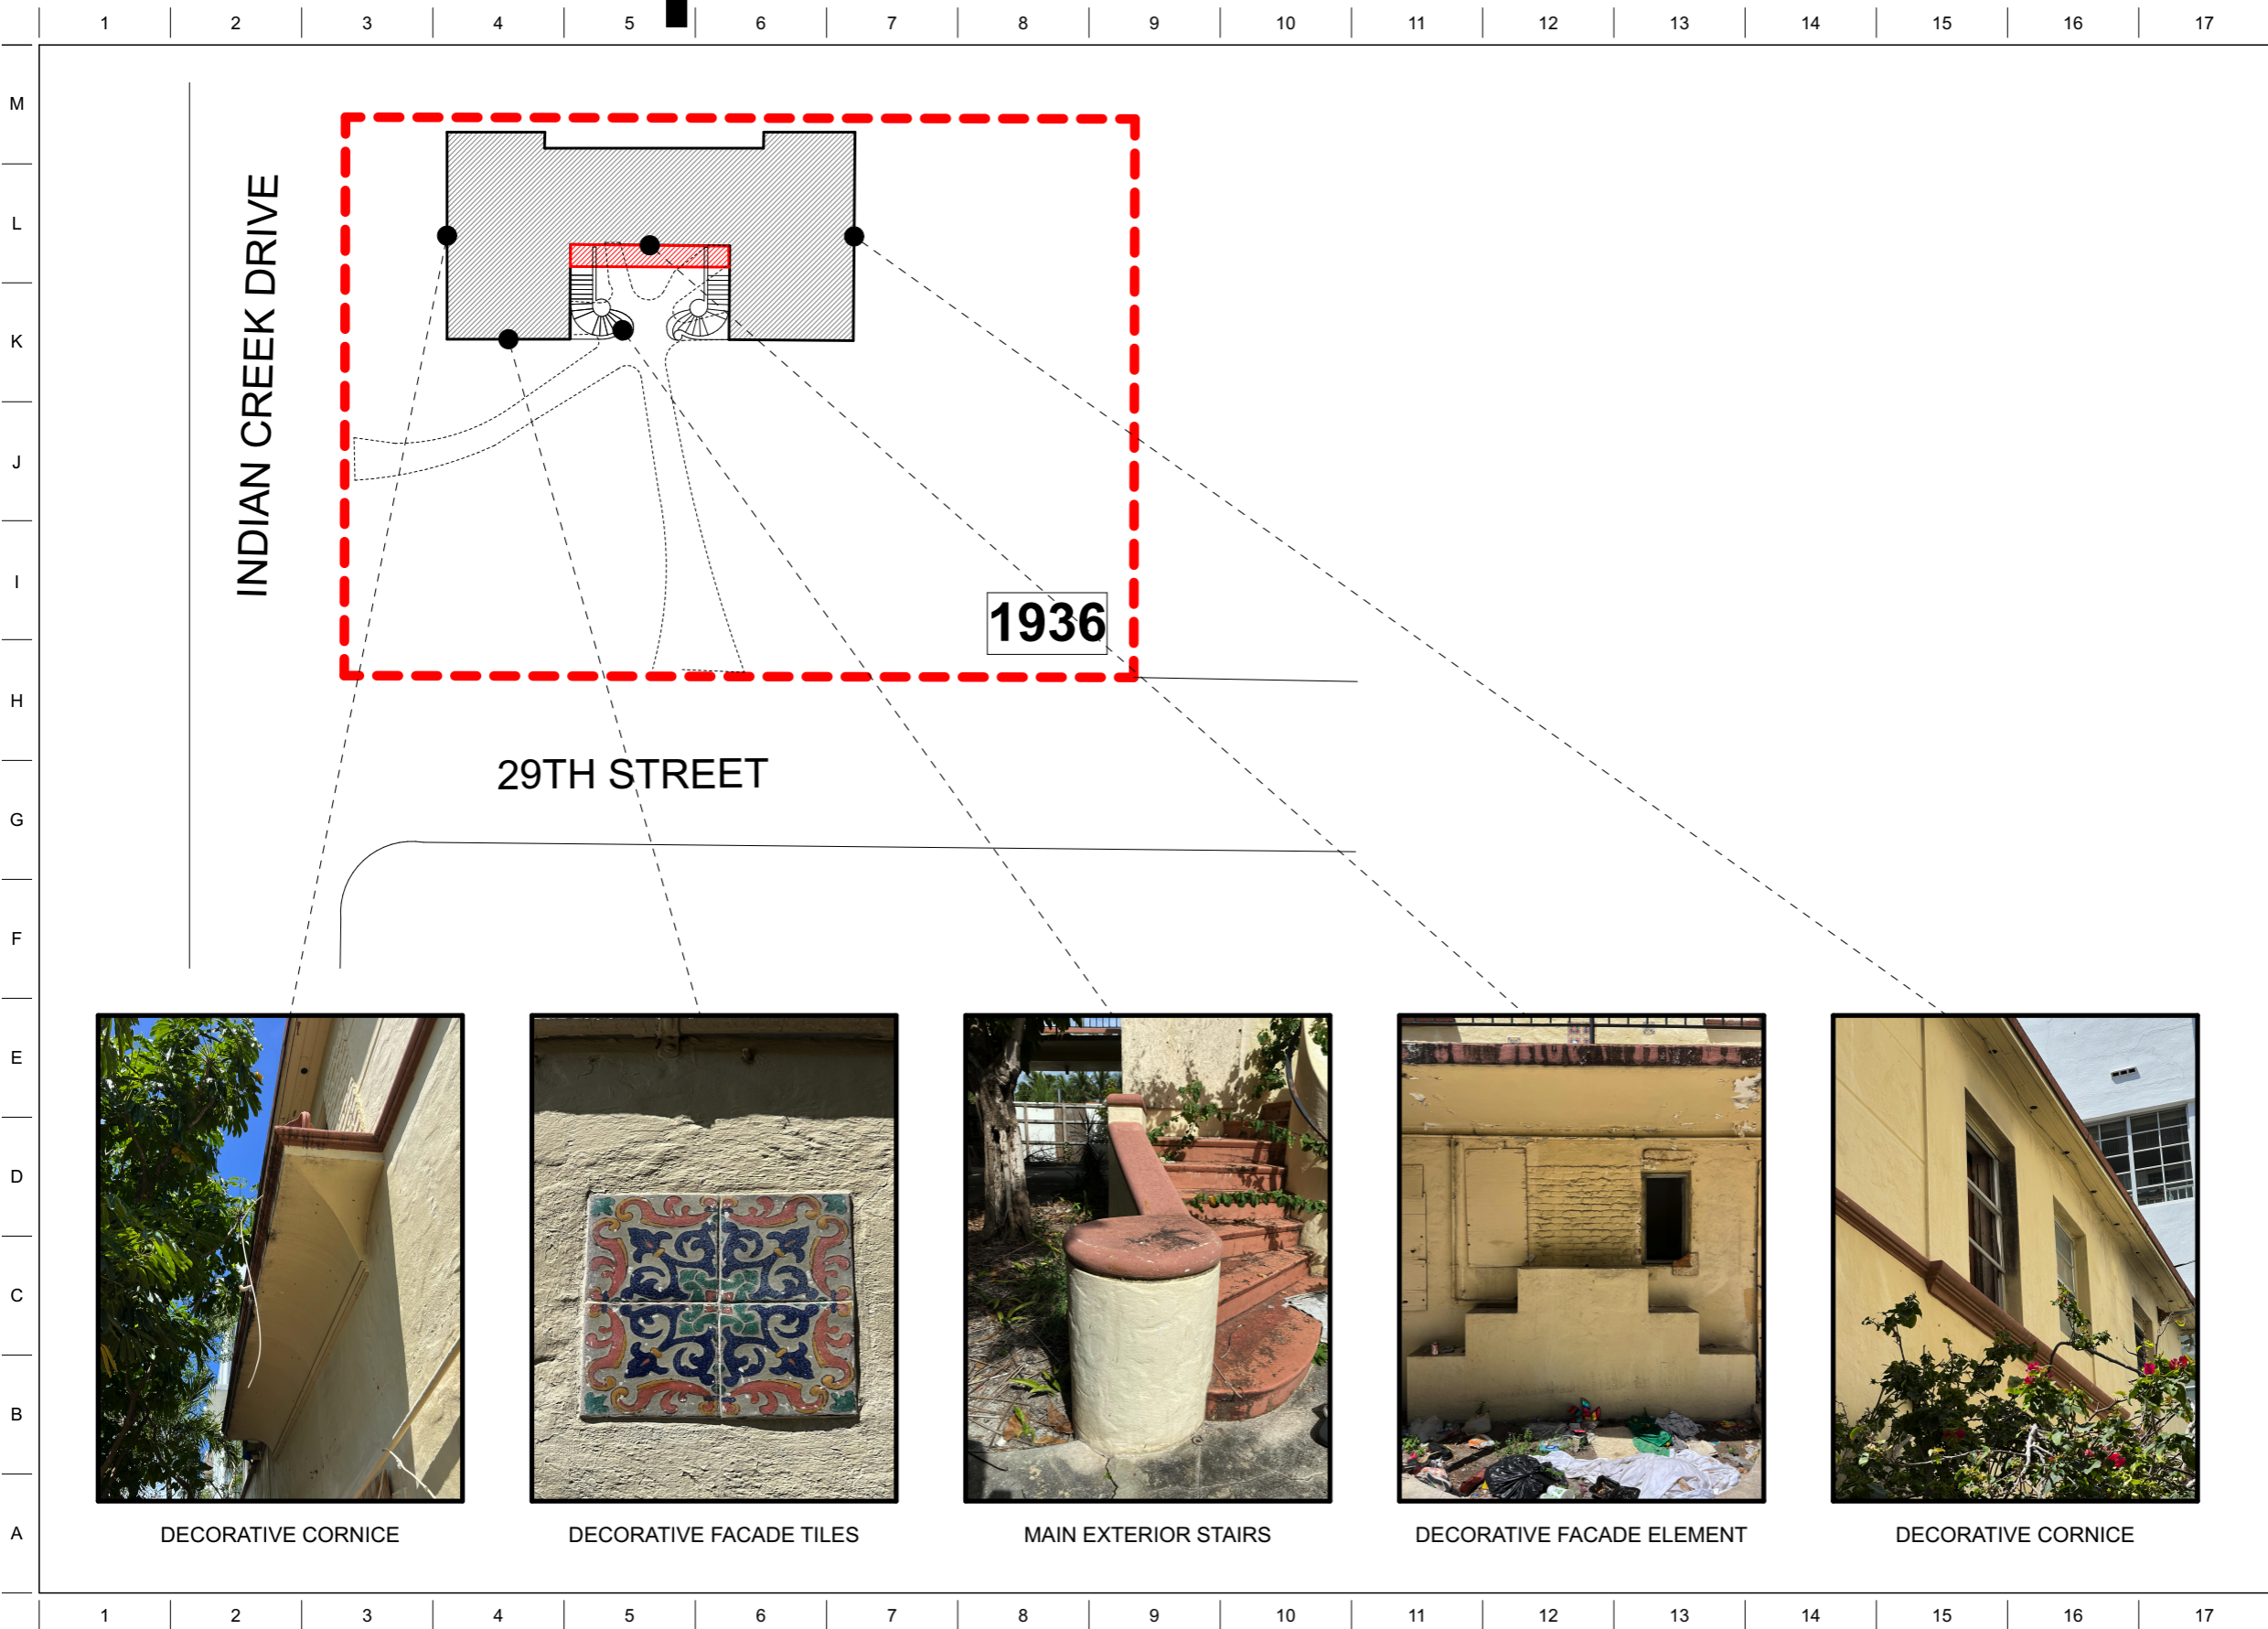 1 2 3 4 5 6 7 8 9 10 11 12 13 14 15 16 17
M
L
K
J
I
H
G
F
E
D
C
B
A
INDIAN CREEK DRIVE
1936
29TH STREET
DECORATIVE CORNICE
DECORATIVE FACADE TILES
MAIN EXTERIOR STAIRS
DECORATIVE FACADE ELEMENT
DECORATIVE CORNICE
1 2 3 4 5 6 7 8 9 10 11 12 13 14 15 16 17